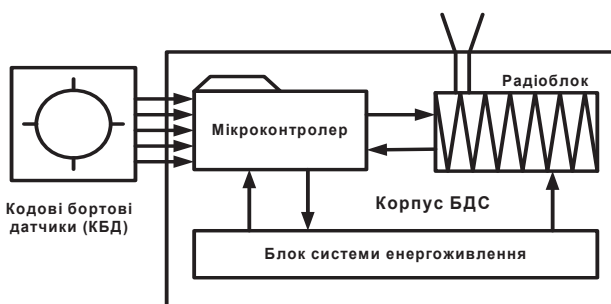 Радіоблок
Мікроконтролер
Кодові бортові
датчики (КБД)
Корпус БДС
Блок системи енергоживлення